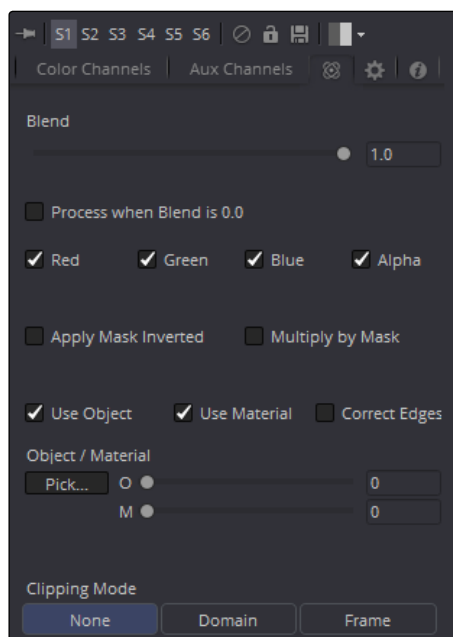 S1 S2 S3 S4 S5 S6
Color Channels Aux Channels
Blend
1.0
Process when Blend is 0.0
Red Green Blue Alpha
Apply Mask Inverted Multiply by Mask
Use Object Use Material Correct Edges
Object / Material
Pick... O 0
M 0
Clipping Mode
None Domain Frame